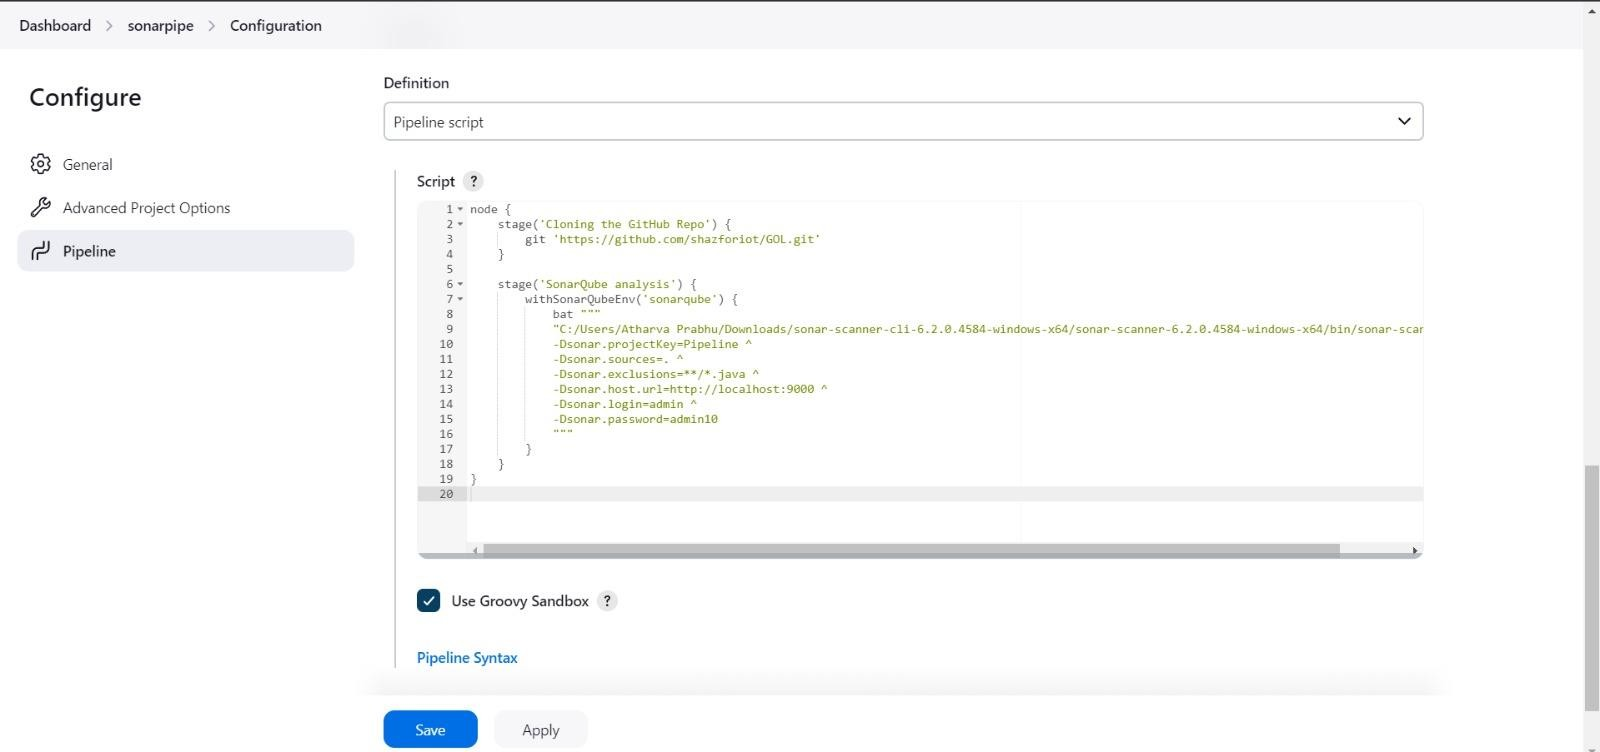 Dashboard > sonarpipe > Configuration
Configure
General
Advanced Project Options
Pipeline
Definition
Pipeline script
Script ?
1 node {
2 stage('Cloning the GitHub Repo') {
3 git 'https://github.com/shazforiot/GOL.git'
4 }
5
6 stage('SonarQube analysis') {
7 withSonarQubeEnv('sonarqube') {
8 bat """
9 "C:/Users/Atharva Prabhu/Downloads/sonar-scanner-cli-6.2.0.4584-windows-x64/sonar-scanner-6.2.0.4584-windows-x64/bin/sonar-scar
10 -Dsonar.projectKey=Pipeline ^
11 -Dsonar.sources=. ^
12 -Dsonar.exclusions=**/*.java ^
13 -Dsonar.host.url=http://localhost:9000 ^
14 -Dsonar.login=admin ^
15 -Dsonar.password=admin10
16 """
17 }
18 }
19 }
20
Use Groovy Sandbox ?
Pipeline Syntax
Save
Apply